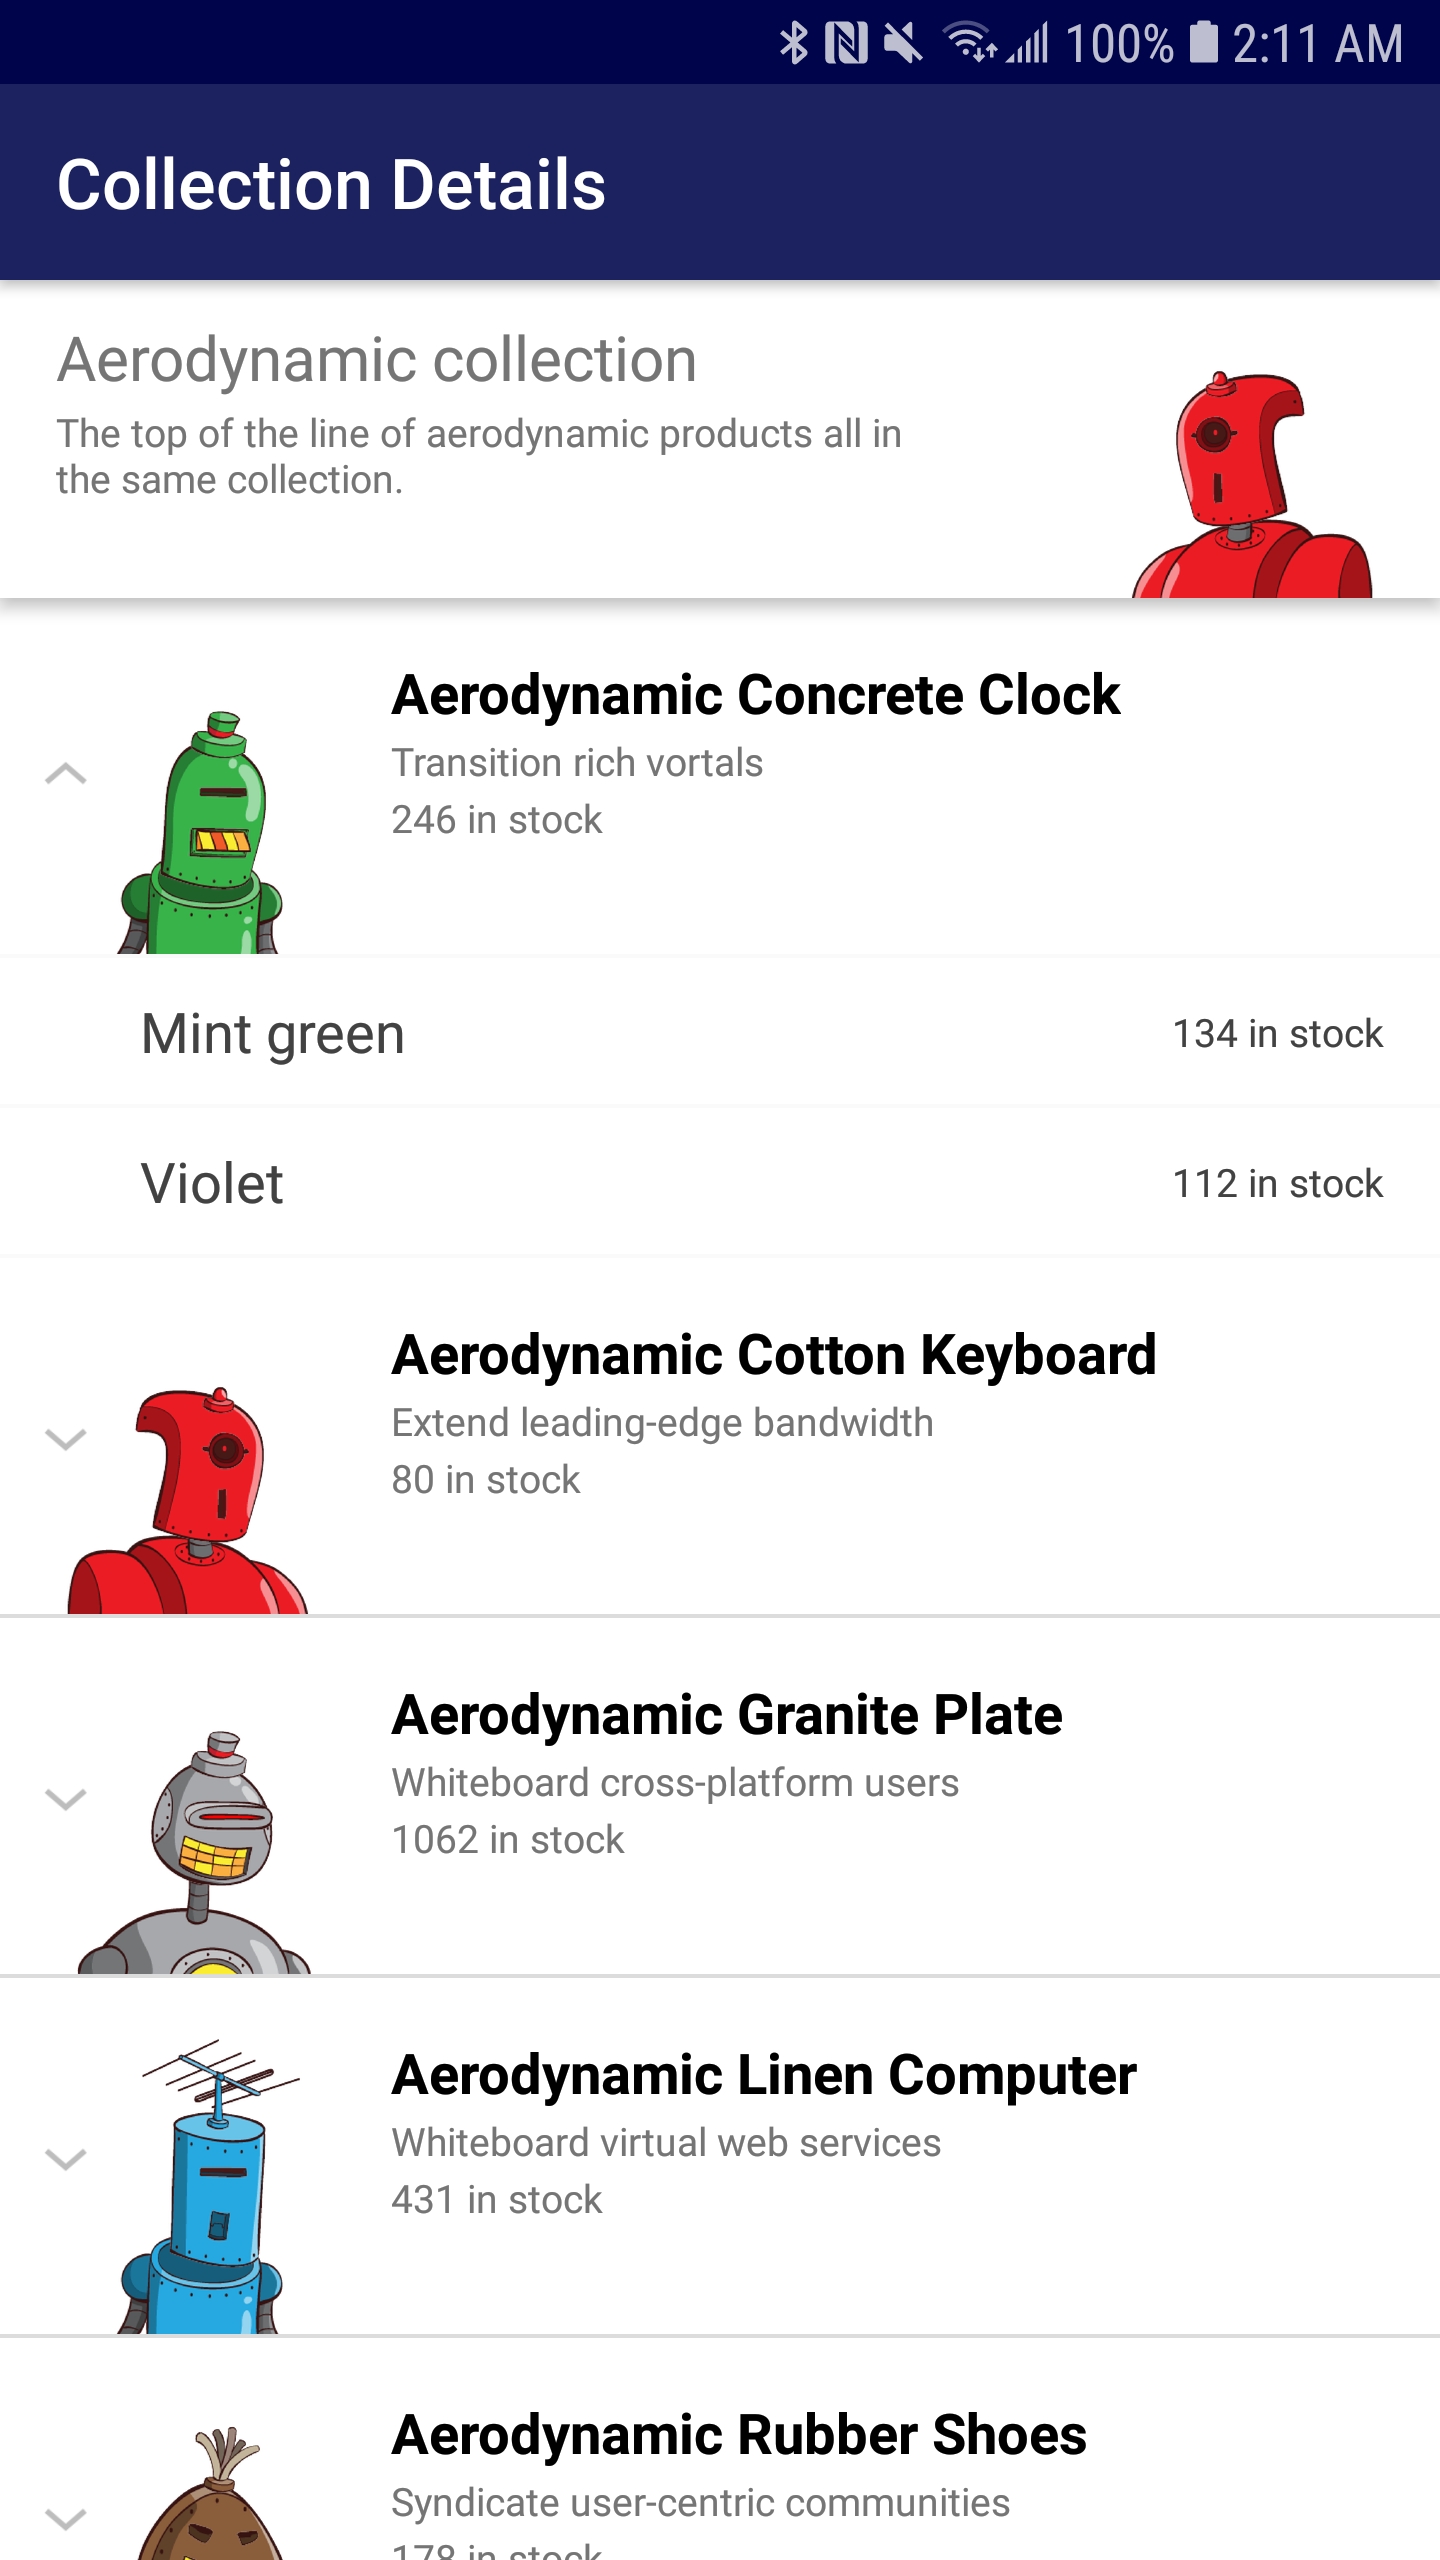 100% 2:11 AM
Collection Details
Aerodynamic collection
The top of the line of aerodynamic products all in
the same collection.
Aerodynamic Concrete Clock
Transition rich vortals
246 in stock
Mint green 134 in stock
Violet 112 in stock
Aerodynamic Cotton Keyboard
Extend leading-edge bandwidth
80 in stock
Aerodynamic Granite Plate
Whiteboard cross-platform users
1062 in stock
Aerodynamic Linen Computer
Whiteboard virtual web services
431 in stock
Aerodynamic Rubber Shoes
Syndicate user-centric communities
178 in stock